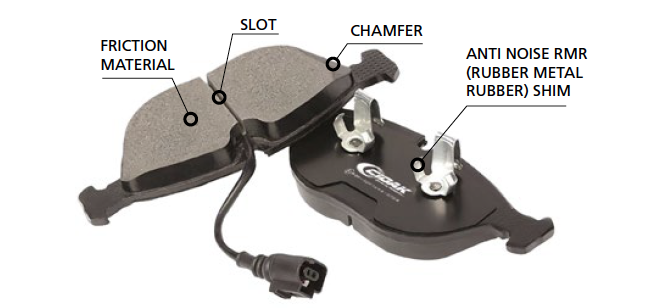 SLOT
CHAMFER
FRICTION
MATERIAL
ANTI NOISE RMR
(RUBBER METAL
RUBBER) SHIM